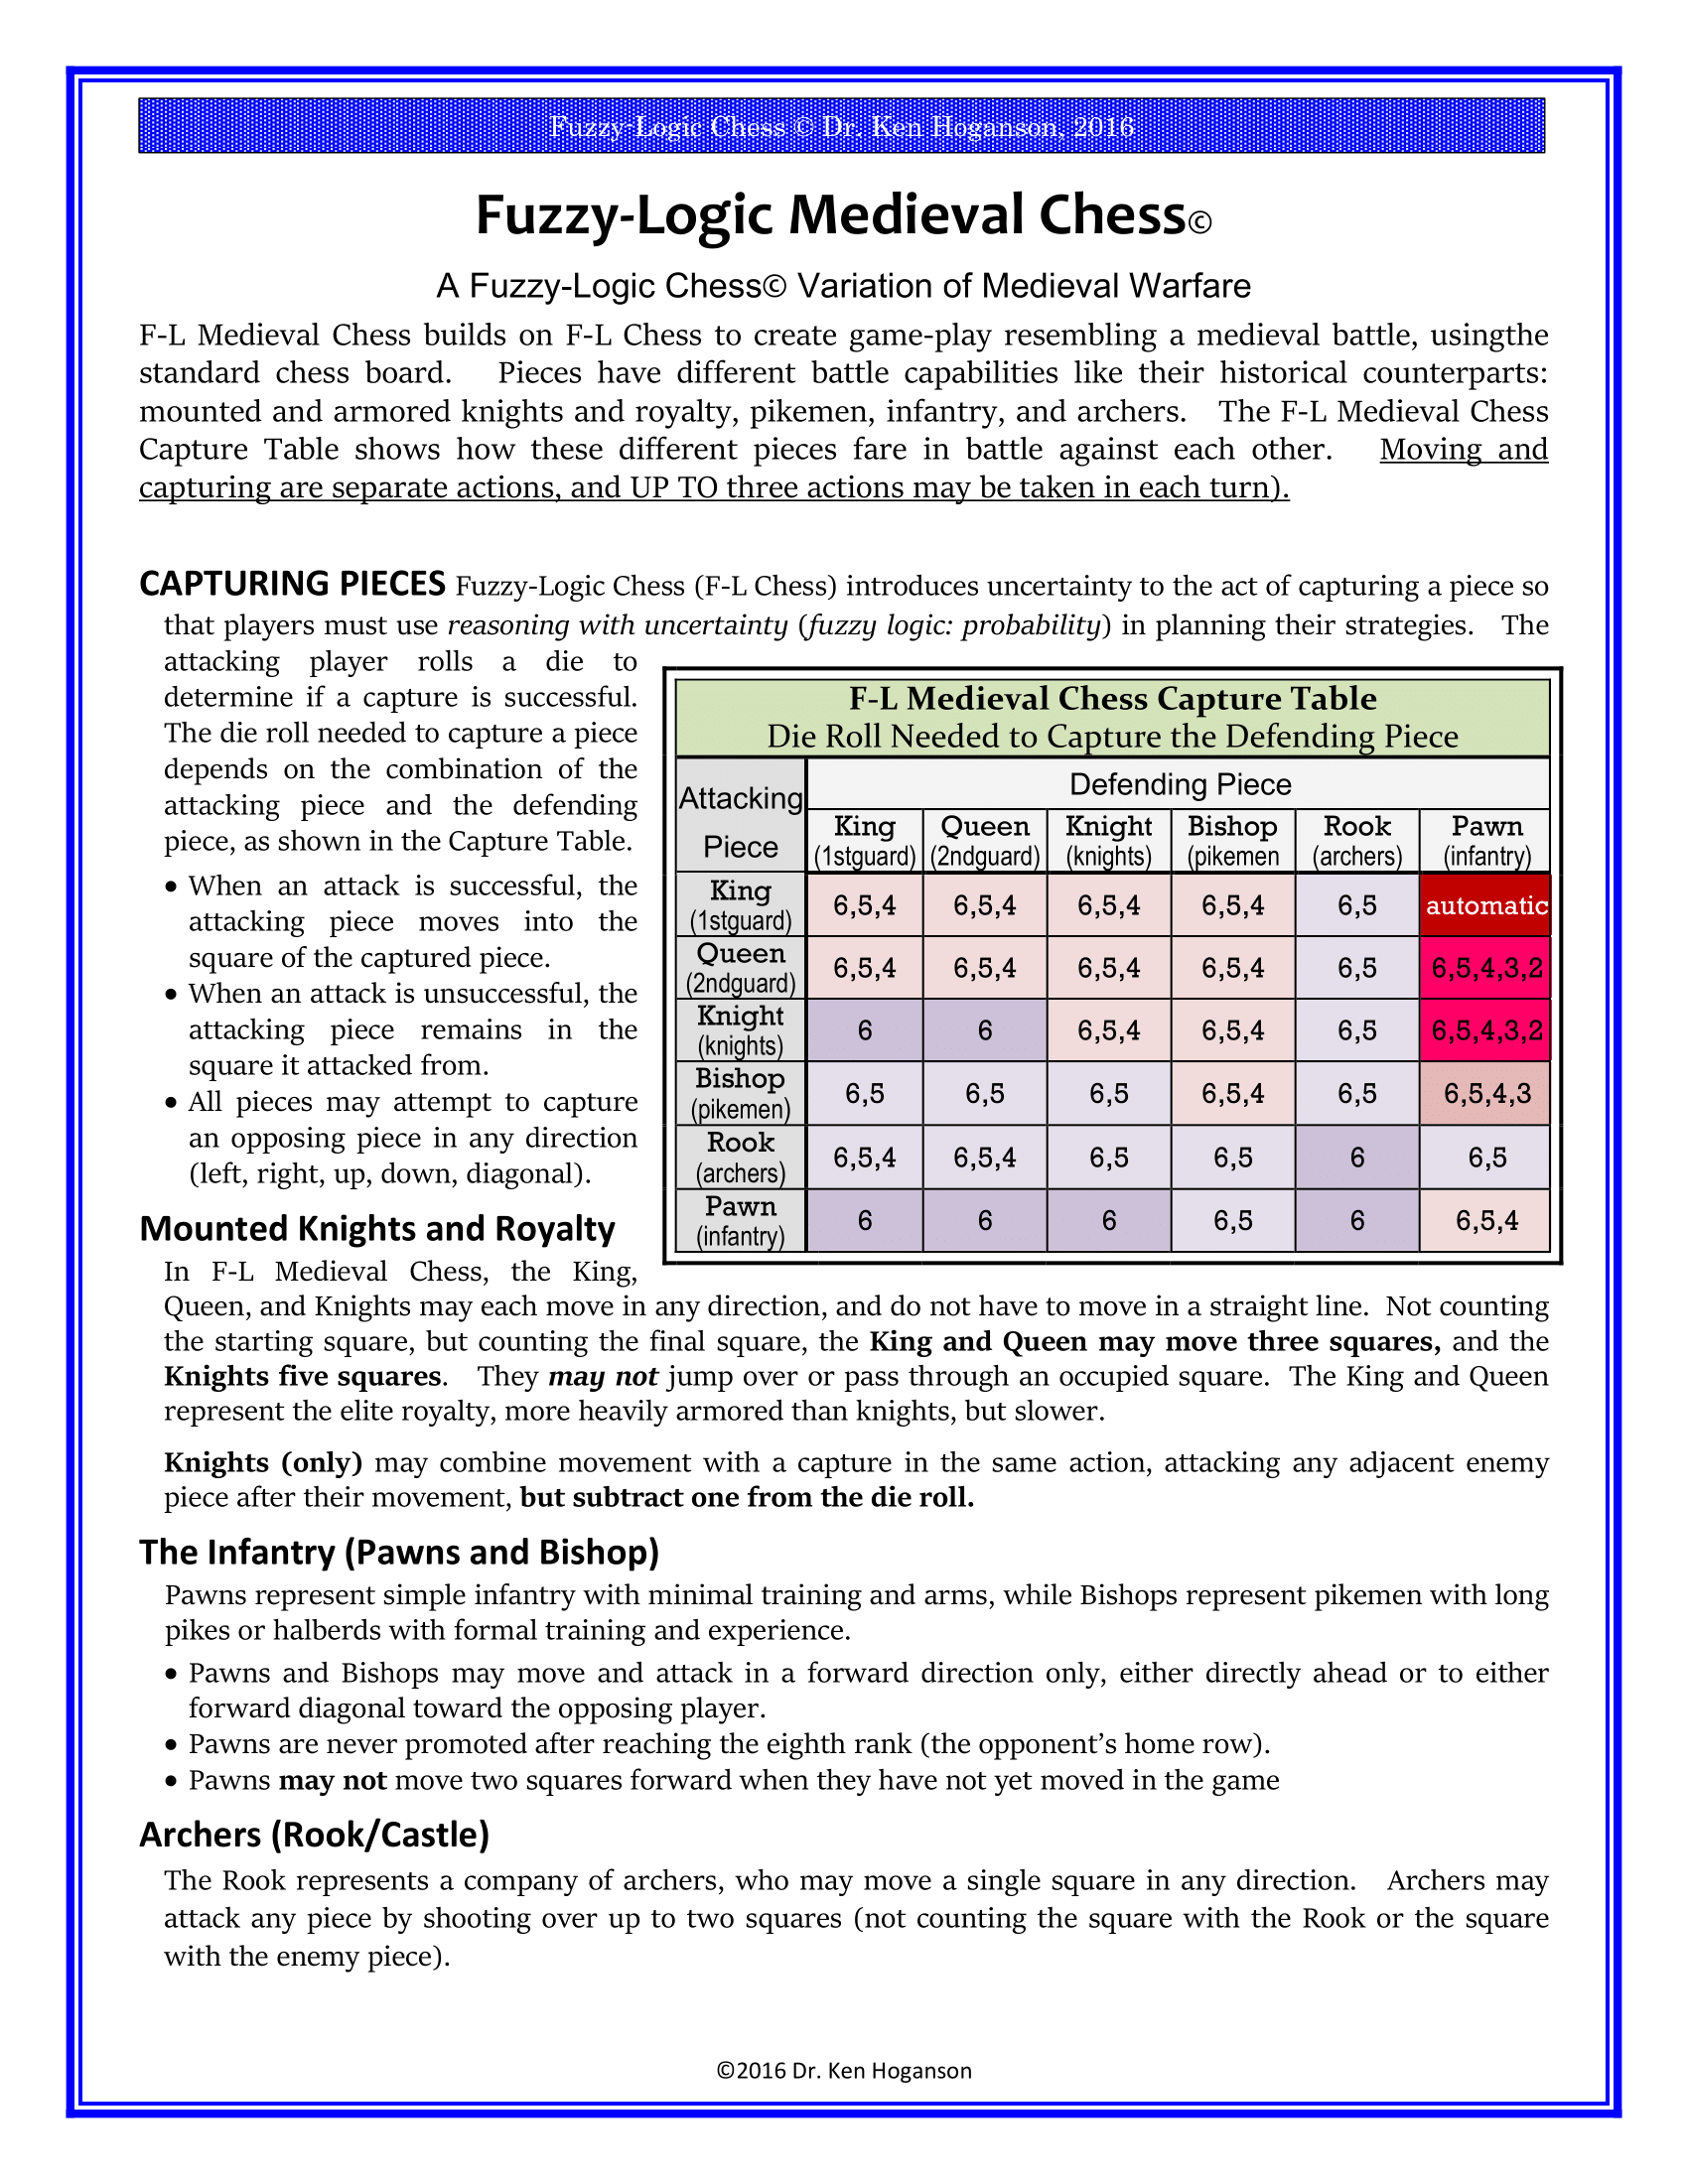 Fuzzy-Logic Chess © Dr. Ken Hoganson, 2016
Fuzzy-Logic Medieval Chess©
A Fuzzy-Logic Chess© Variation of Medieval Warfare
F-L Medieval Chess builds on F-L Chess to create game-play resembling a medieval battle, usingthe
standard chess board. Pieces have different battle capabilities like their historical counterparts:
mounted and armored knights and royalty, pikemen, infantry, and archers. The F-L Medieval Chess
Capture Table shows how these different pieces fare in battle against each other. Moving and
capturing are separate actions, and UP TO three actions may be taken in each turn).
CAPTURING PIECES Fuzzy-Logic Chess (F-L Chess) introduces uncertainty to the act of capturing a piece so
that players must use reasoning with uncertainty (fuzzy logic: probability) in planning their strategies. The
attacking player rolls a die to
determine if a capture is successful.
The die roll needed to capture a piece
depends on the combination of the
attacking piece and the defending
piece, as shown in the Capture Table.
• When an attack is successful, the
attacking piece moves into the
square of the captured piece.
• When an attack is unsuccessful, the
attacking piece remains in the
square it attacked from.
• All pieces may attempt to capture
an opposing piece in any direction
(left, right, up, down, diagonal).
F-L Medieval Chess Capture Table
Die Roll Needed to Capture the Defending Piece
Attacking Piece
Defending Piece
King Queen Knight Bishop Rook Pawn
(1stguard) (2ndguard) (knights) (pikemen (archers) (infantry)
King (1stguard) 6,5,4 6,5,4 6,5,4 6,5,4 6,5 automatic
Queen (2ndguard) 6,5,4 6,5,4 6,5,4 6,5,4 6,5 6,5,4,3,2
Knight (knights) 6 6 6,5,4 6,5,4 6,5 6,5,4,3,2
Bishop (pikemen) 6,5 6,5 6,5 6,5,4 6,5 6,5,4,3
Rook (archers) 6,5,4 6,5,4 6,5 6,5 6 6,5
Pawn (infantry) 6 6 6 6,5 6 6,5,4
Mounted Knights and Royalty
In F-L Medieval Chess, the King,
Queen, and Knights may each move in any direction, and do not have to move in a straight line. Not counting
the starting square, but counting the final square, the King and Queen may move three squares, and the
Knights five squares. They may not jump over or pass through an occupied square. The King and Queen
represent the elite royalty, more heavily armored than knights, but slower.
Knights (only) may combine movement with a capture in the same action, attacking any adjacent enemy
piece after their movement, but subtract one from the die roll.
The Infantry (Pawns and Bishop)
Pawns represent simple infantry with minimal training and arms, while Bishops represent pikemen with long
pikes or halberds with formal training and experience.
• Pawns and Bishops may move and attack in a forward direction only, either directly ahead or to either
forward diagonal toward the opposing player.
• Pawns are never promoted after reaching the eighth rank (the opponent's home row).
• Pawns may not move two squares forward when they have not yet moved in the game
Archers (Rook/Castle)
The Rook represents a company of archers, who may move a single square in any direction. Archers may
attack any piece by shooting over up to two squares (not counting the square with the Rook or the square
with the enemy piece).
©2016 Dr. Ken Hoganson